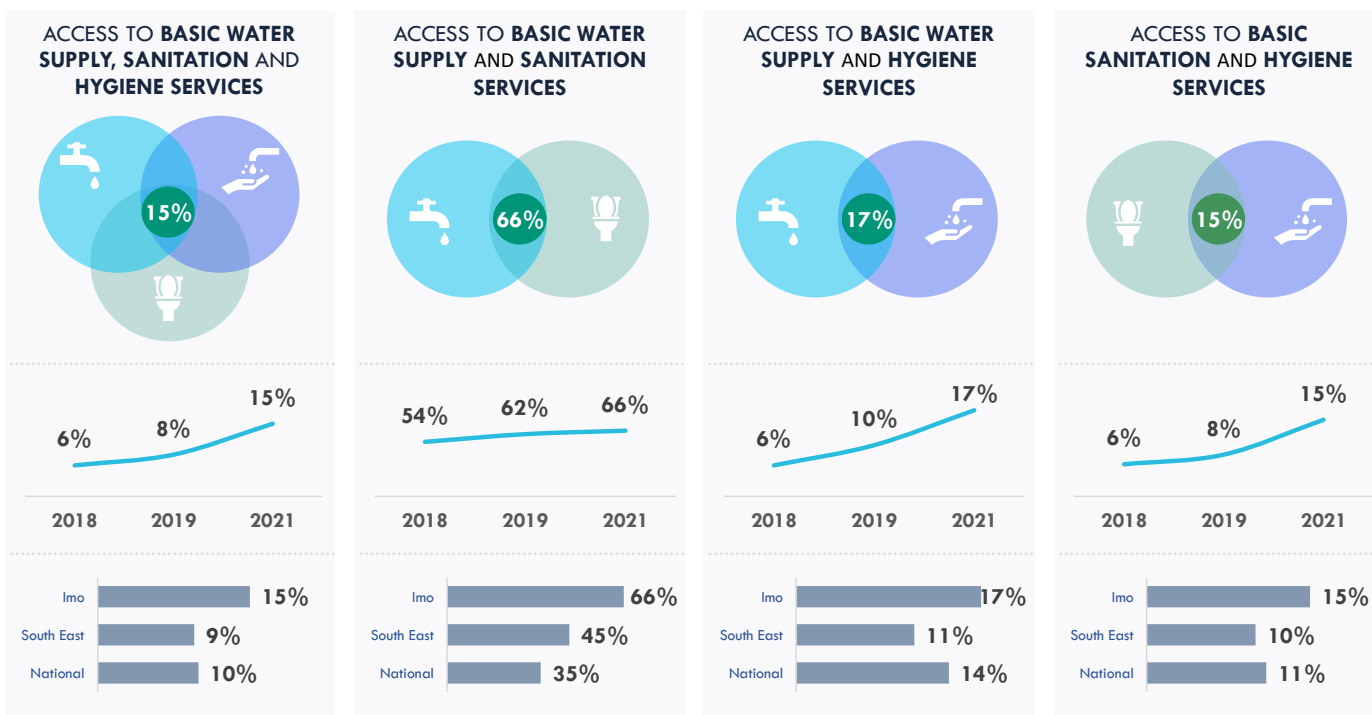 ACCESS TO BASIC WATER
SUPPLY, SANITATION AND
HYGIENE SERVICES
15%
6%
8%
15%
2018
2019
2021
Imo
15%
South East
9%
National
10%
ACCESS TO BASIC WATER
SUPPLY AND SANITATION
SERVICES
66%
54%
62%
66%
2018
2019
2021
Imo
66%
South East
45%
National
35%
ACCESS TO BASIC WATER
SUPPLY AND HYGIENE
SERVICES
17%
6%
10%
17%
2018
2019
2021
Imo
17%
South East
11%
National
14%
ACCESS TO BASIC
SANITATION AND HYGIENE
SERVICES
15%
6%
8%
15%
2018
2019
2021
Imo
15%
South East
10%
National
11%